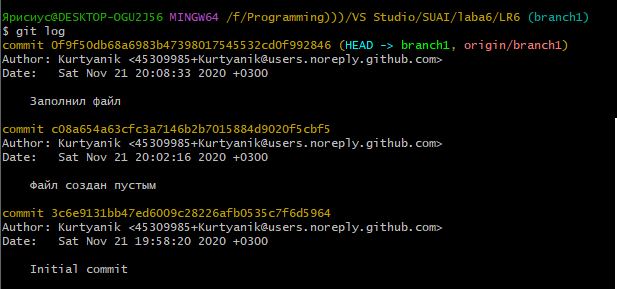 Ярисиус@DESKTOP-OGU2J56 MINGW64 /f/Programming)))/VS Studio/SUAI/laba6/LR6 (branch1)
$ git log
commit 0f9f50db68a6983b47398017545532cd0f992846 (HEAD -> branch1, origin/branch1)
Author: Kurtyanik <45309985+Kurtyanik@users.noreply.github.com>
Date:   Sat Nov 21 20:08:33 2020 +0300
Заполнил файл
commit c08a654a63cfc3a7146b2b7015884d9020f5cbf5
Author: Kurtyanik <45309985+Kurtyanik@users.noreply.github.com>
Date:   Sat Nov 21 20:02:16 2020 +0300
Файл создан пустым
commit 3c6e9131bb47ed6009c28226afb0535c7f6d5964
Author: Kurtyanik <45309985+Kurtyanik@users.noreply.github.com>
Date:   Sat Nov 21 19:58:20 2020 +0300
Initial commit